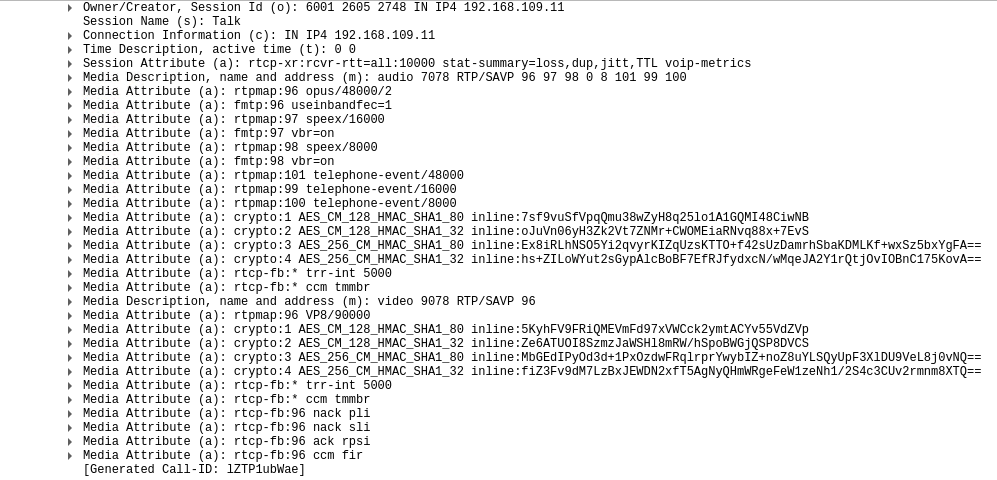 Owner/Creator, Session Id (o): 6001 2605 2748 IN IP4 192.168.109.11
Session Name (s): Talk
Connection Information (c): IN IP4 192.168.109.11
Time Description, active time (t): 0 0
Session Attribute (a): rtcp-xr:rcvr-rtt=all:10000 stat-summary=loss,dup,jitt,TTL voip-metrics
Media Description, name and address (m): audio 7078 RTP/SAVP 96 97 98 0 8 101 99 100
Media Attribute (a): rtpmap:96 opus/48000/2
Media Attribute (a): fmtp:96 useinbandfec=1
Media Attribute (a): rtpmap:97 speex/16000
Media Attribute (a): fmtp:97 vbr=on
Media Attribute (a): rtpmap:98 speex/8000
Media Attribute (a): fmtp:98 vbr=on
Media Attribute (a): rtpmap:101 telephone-event/48000
Media Attribute (a): rtpmap:99 telephone-event/16000
Media Attribute (a): rtpmap:100 telephone-event/8000
Media Attribute (a): crypto:1 AES_CM_128_HMAC_SHA1_80 inline:7sf9vuSfVpqQmu38wZyH8q25lo1A1GQMI48CiwNB
Media Attribute (a): crypto:2 AES_CM_128_HMAC_SHA1_32 inline:oJuVn06yH3Zk2Vt7ZNMr+CWOMEiaRNvq88x+7EvS
Media Attribute (a): crypto:3 AES_256_CM_HMAC_SHA1_80 inline:Ex8iRLhNSO5Yi2qvyrKIZqUzsKTTO+f42sUzDamrhSbaKDMLKf+wxSz5bxYgFA==
Media Attribute (a): crypto:4 AES_256_CM_HMAC_SHA1_32 inline:hs+ZILoWYut2sGypAlcBoBF7EfRJfydxcN/wMqeJA2Y1rQtjOvIOBnC175KovA==
Media Attribute (a): rtcp-fb:* trr-int 5000
Media Attribute (a): rtcp-fb:* ccm tmmbr
Media Description, name and address (m): video 9078 RTP/SAVP 96
Media Attribute (a): rtpmap:96 VP8/90000
Media Attribute (a): crypto:1 AES_CM_128_HMAC_SHA1_80 inline:5KyhFV9FRiQMEVmFd97xVWCck2ymtACYv55VdZVp
Media Attribute (a): crypto:2 AES_CM_128_HMAC_SHA1_32 inline:Ze6ATUOI8SzmzJaWSHl8mRW/hSpoBWGjQSP8DVCS
Media Attribute (a): crypto:3 AES_256_CM_HMAC_SHA1_80 inline:MbGEdIPyOd3d+1PxOzdwFRqlrprYwybIZ+noZ8uYLSQyUpF3XlDU9VeL8j0vNQ==
Media Attribute (a): crypto:4 AES_256_CM_HMAC_SHA1_32 inline:fiZ3Fv9dM7LzBxJEWDN2xfT5AgNyQHmWRgeFeW1zeNh1/2S4c3CUv2rmnm8XTQ==
Media Attribute (a): rtcp-fb:* trr-int 5000
Media Attribute (a): rtcp-fb:* ccm tmmbr
Media Attribute (a): rtcp-fb:96 nack pli
Media Attribute (a): rtcp-fb:96 nack sli
Media Attribute (a): rtcp-fb:96 ack rpsi
Media Attribute (a): rtcp-fb:96 ccm fir
[Generated Call-ID: lZTP1ubWae]